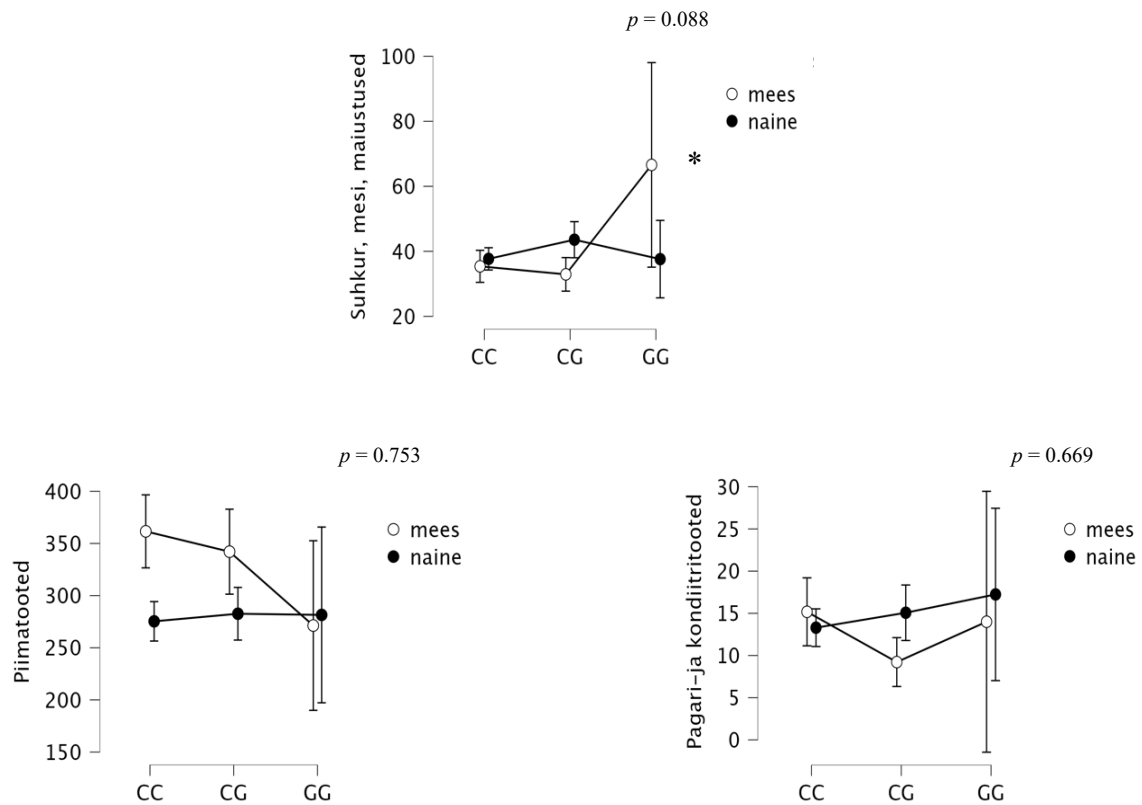 p = 0.088
Suhkur, mesi, maiustused
100
80
60
40
20
mees
naine
*
CC CG GG
p = 0.753
Piimatooted
400
350
300
250
200
150
mees
naine
CC CG GG
p = 0.669
Pagari-ja kondiitritooted
30
25
20
15
10
5
0
mees
naine
CC CG GG